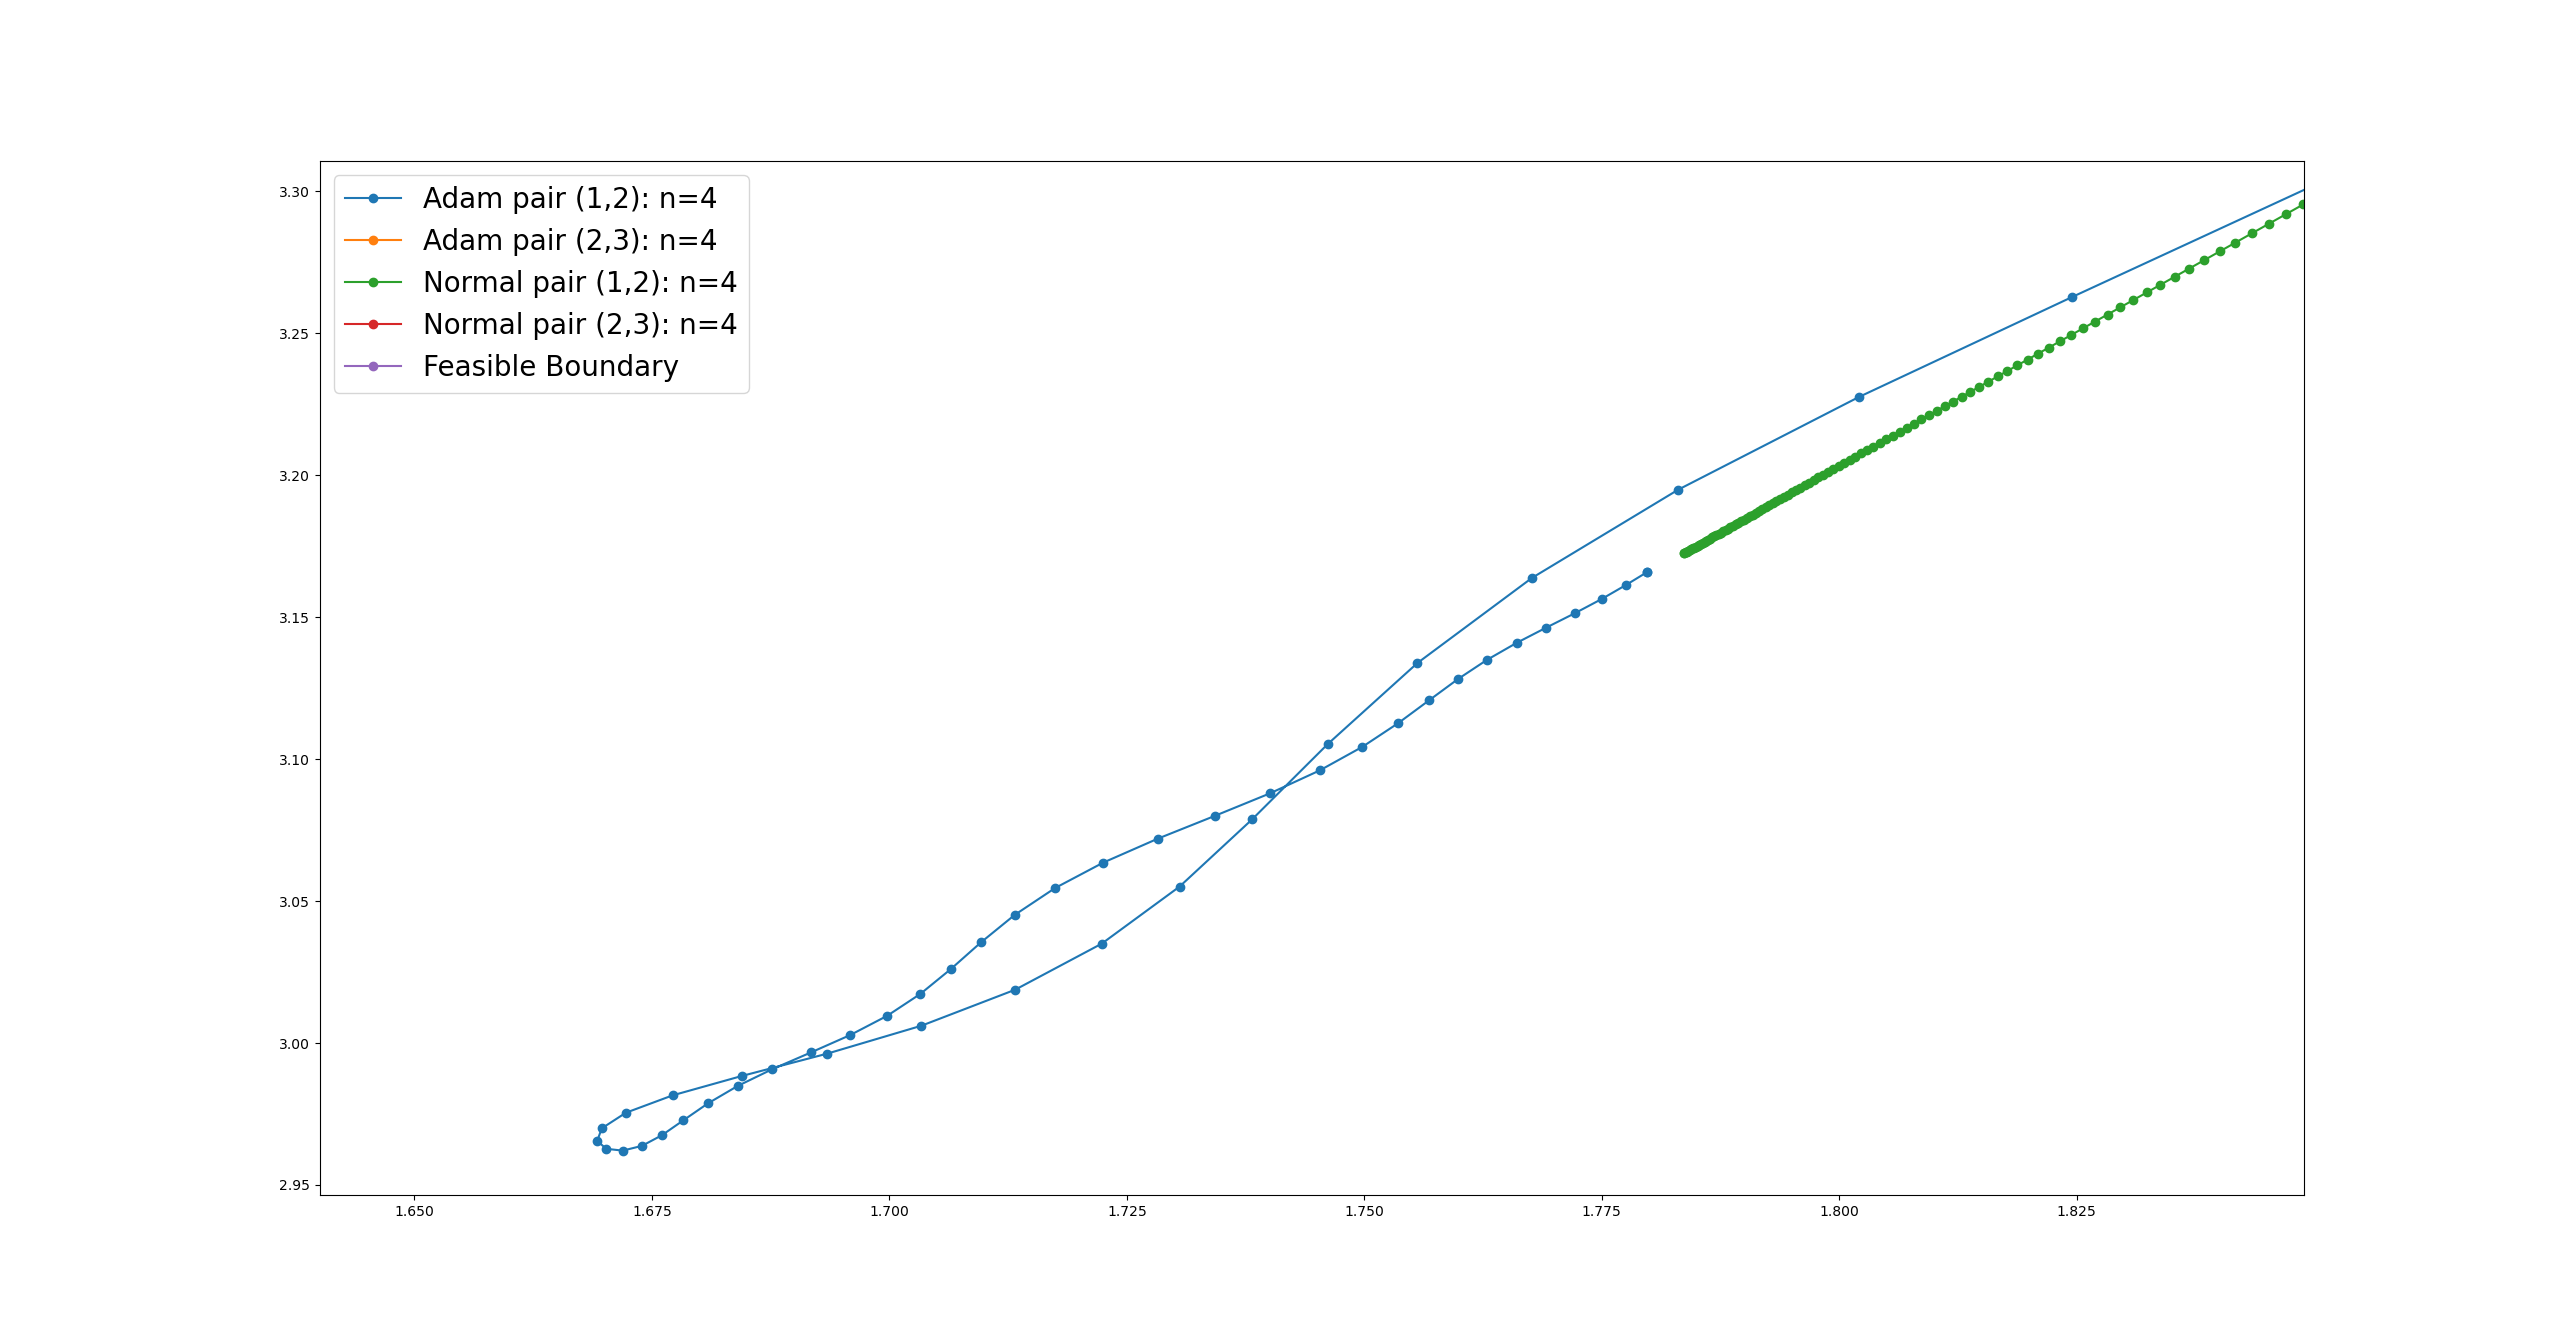 Adam pair (1,2): n=4
Adam pair (2,3): n=4
Normal pair (1,2): n=4
Normal pair (2,3): n=4
Feasible Boundary
3.30
3.25
3.20
3.15
3.10
3.05
3.00
2.95
1.650 1.675 1.700 1.725 1.750 1.775 1.800 1.825